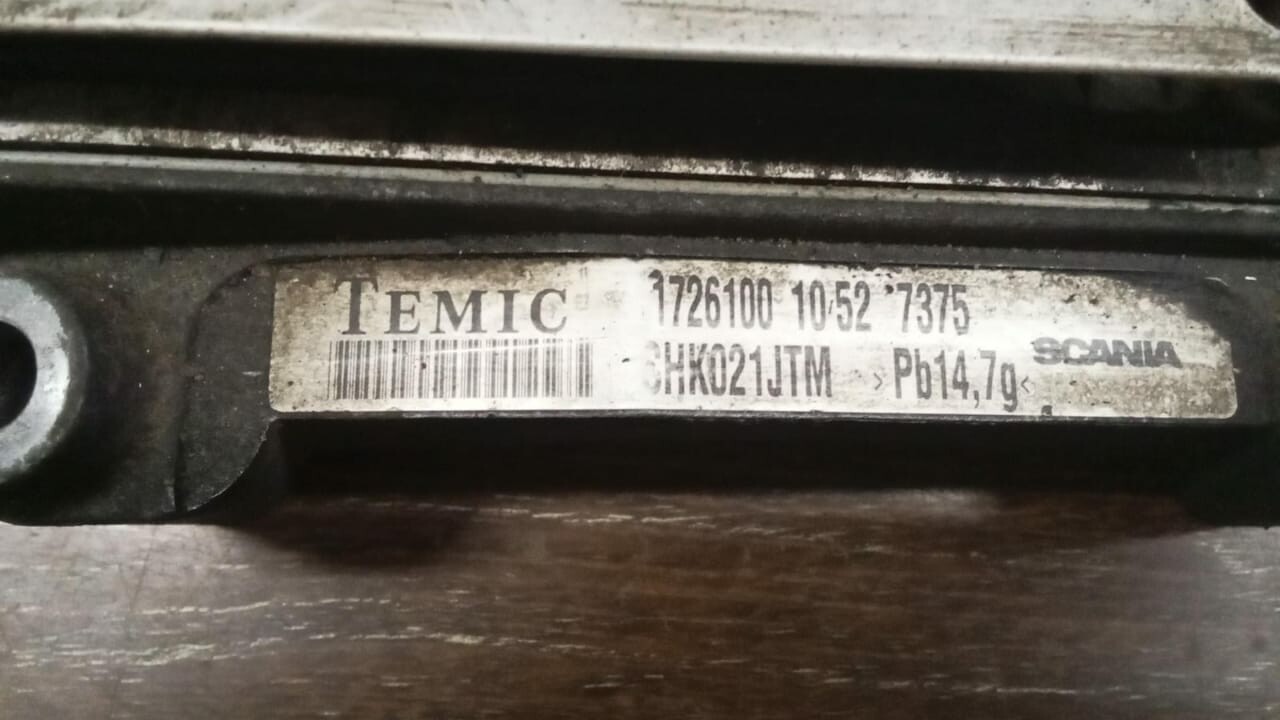 TEMIC 1726100 10/52 7375
HK021JTM >Pb14,7g< SCANIA